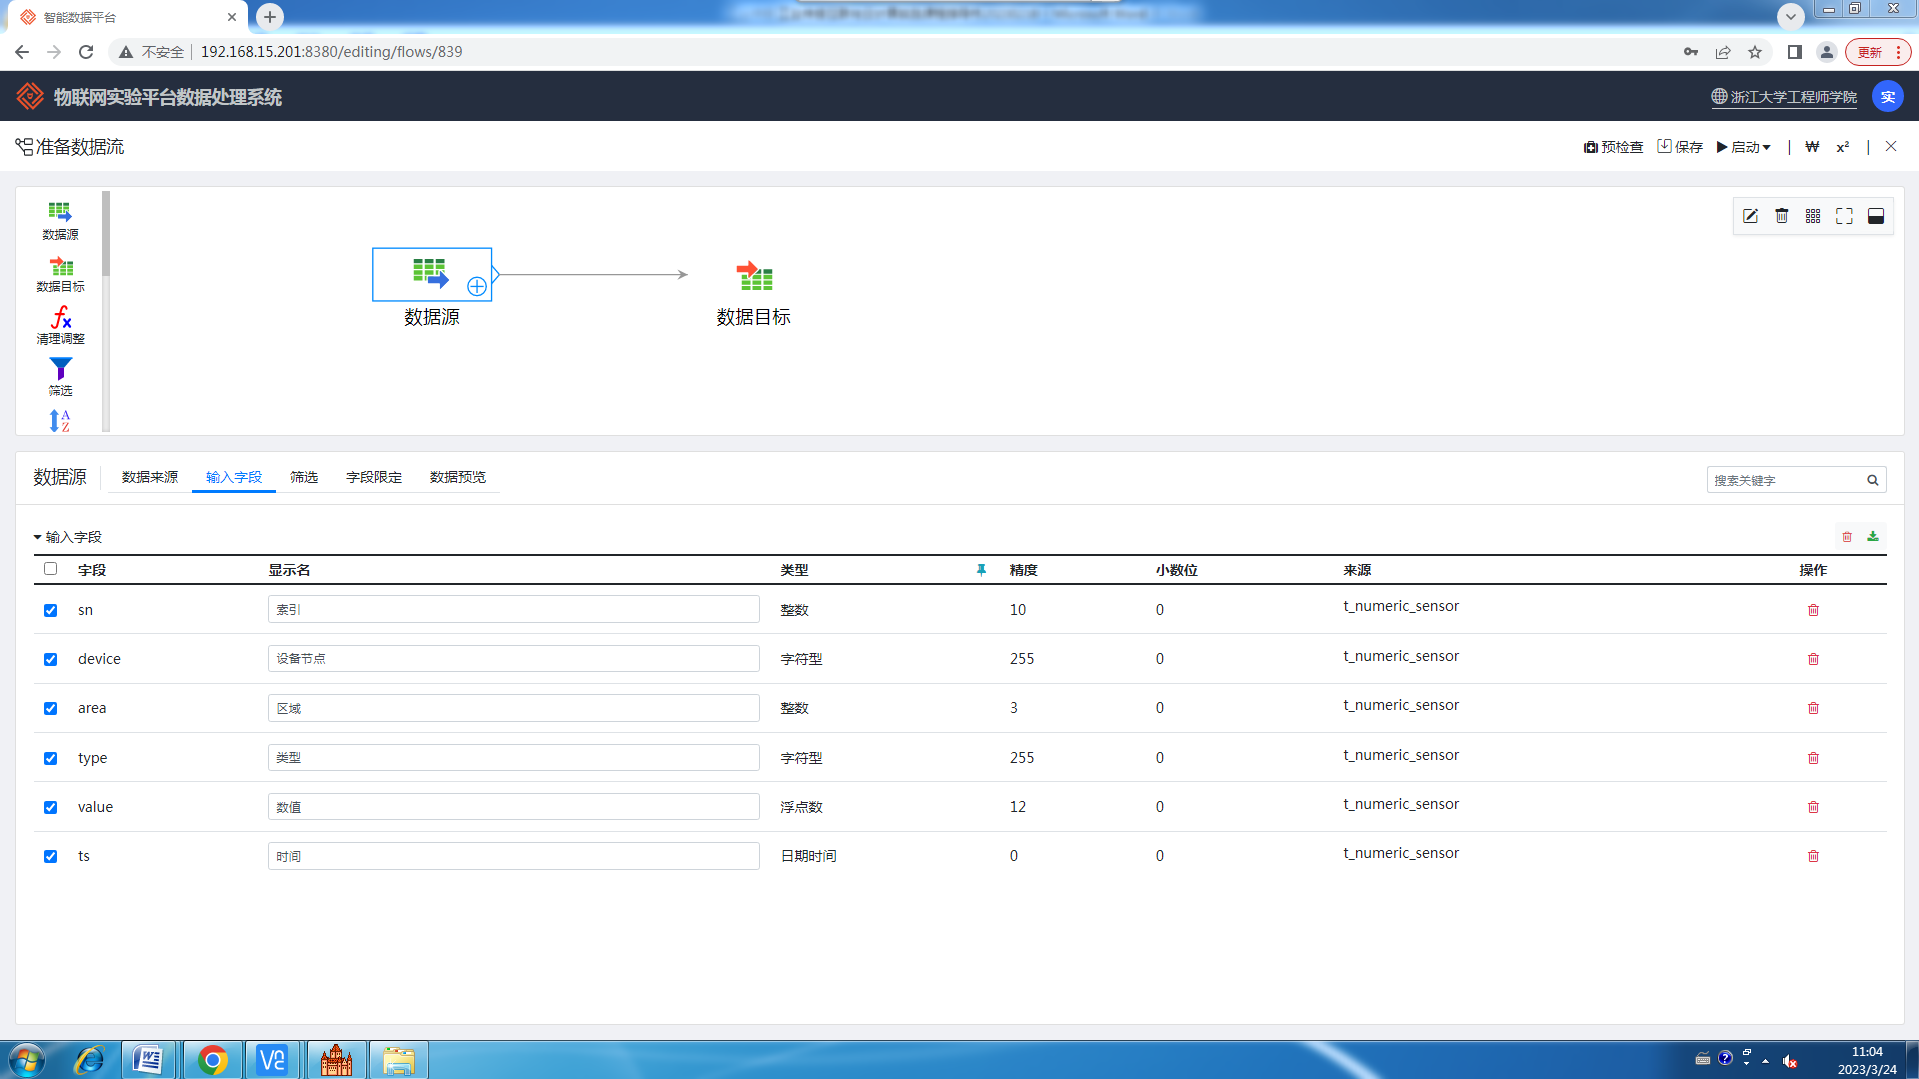 智能数据平台
不安全 192.168.15.201:8380/editing/flows/839
更新
物联网实验平台数据处理系统
浙江大学工程师学院
实
准备数据流
预检查 保存 启动 | ₩ x² |
数据源
数据目标
清理调整
筛选
A
Z
数据源
数据目标
数据源 数据来源 输入字段 筛选 字段限定 数据预览
搜索关键字
输入字段
字段 显示名 类型 精度 小数位 来源 操作
sn 索引 整数 10 0 t_numeric_sensor
device 设备节点 字符型 255 0 t_numeric_sensor
area 区域 整数 3 0 t_numeric_sensor
type 类型 字符型 255 0 t_numeric_sensor
value 数值 浮点数 12 0 t_numeric_sensor
ts 时间 日期时间 0 0 t_numeric_sensor
11:04
2023/3/24